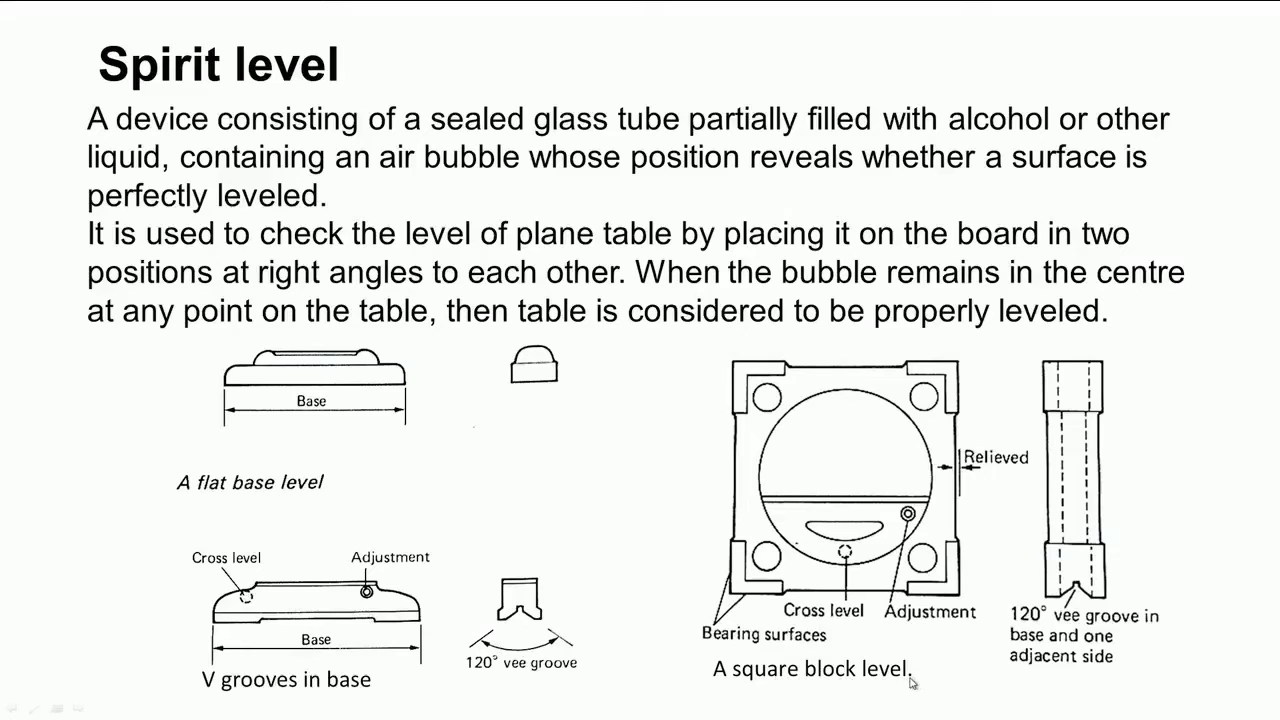 Spirit level
A device consisting of a sealed glass tube partially filled with alcohol or other
liquid, containing an air bubble whose position reveals whether a surface is
perfectly leveled.
It is used to check the level of plane table by placing it on the board in two
positions at right angles to each other. When the bubble remains in the centre
at any point on the table, then table is considered to be properly leveled.
Base
A flat base level
Cross level
Adjustment
Base
120° vee groove
V grooves in base
Relieved
Cross level
Adjustment
Bearing surfaces
120° vee groove in
base and one
adjacent side
A square block level.